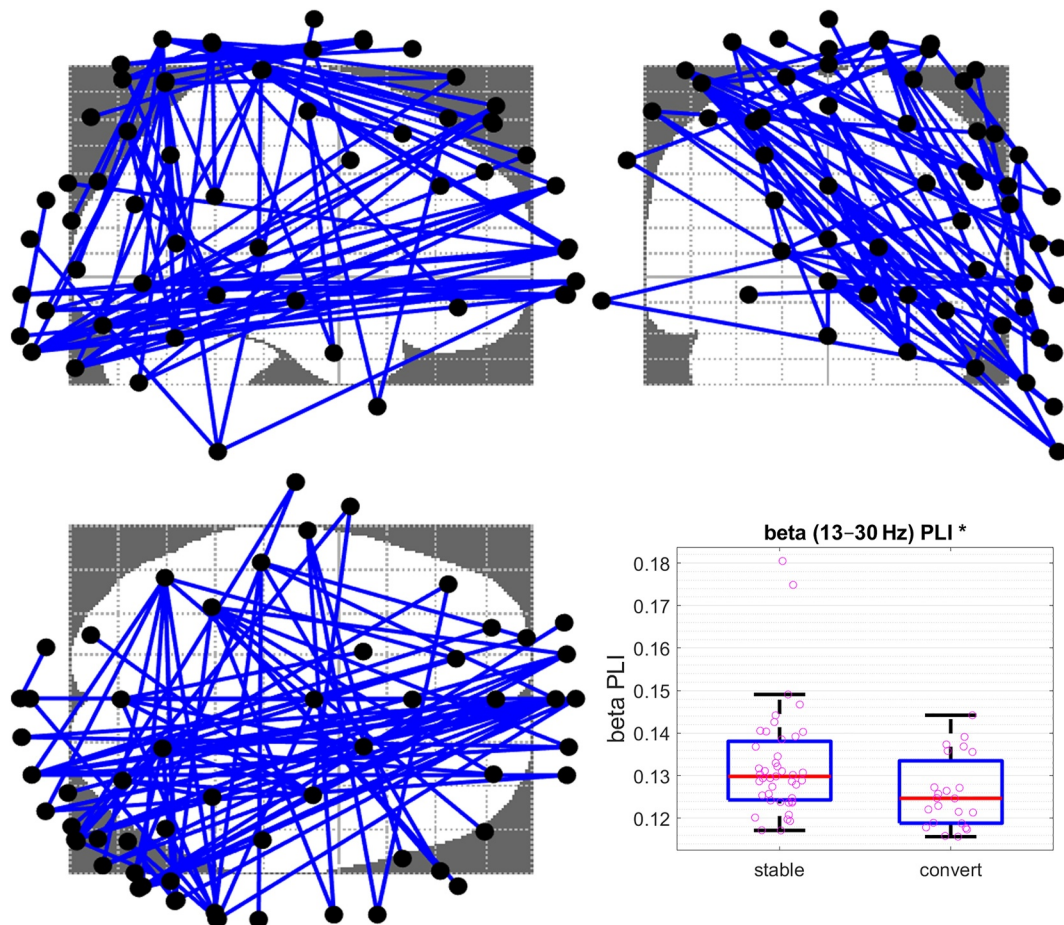 beta (13–30 Hz) PLI *
0.18
0.17
0.16
0.15
0.14
0.13
0.12
beta PLI
stable
convert